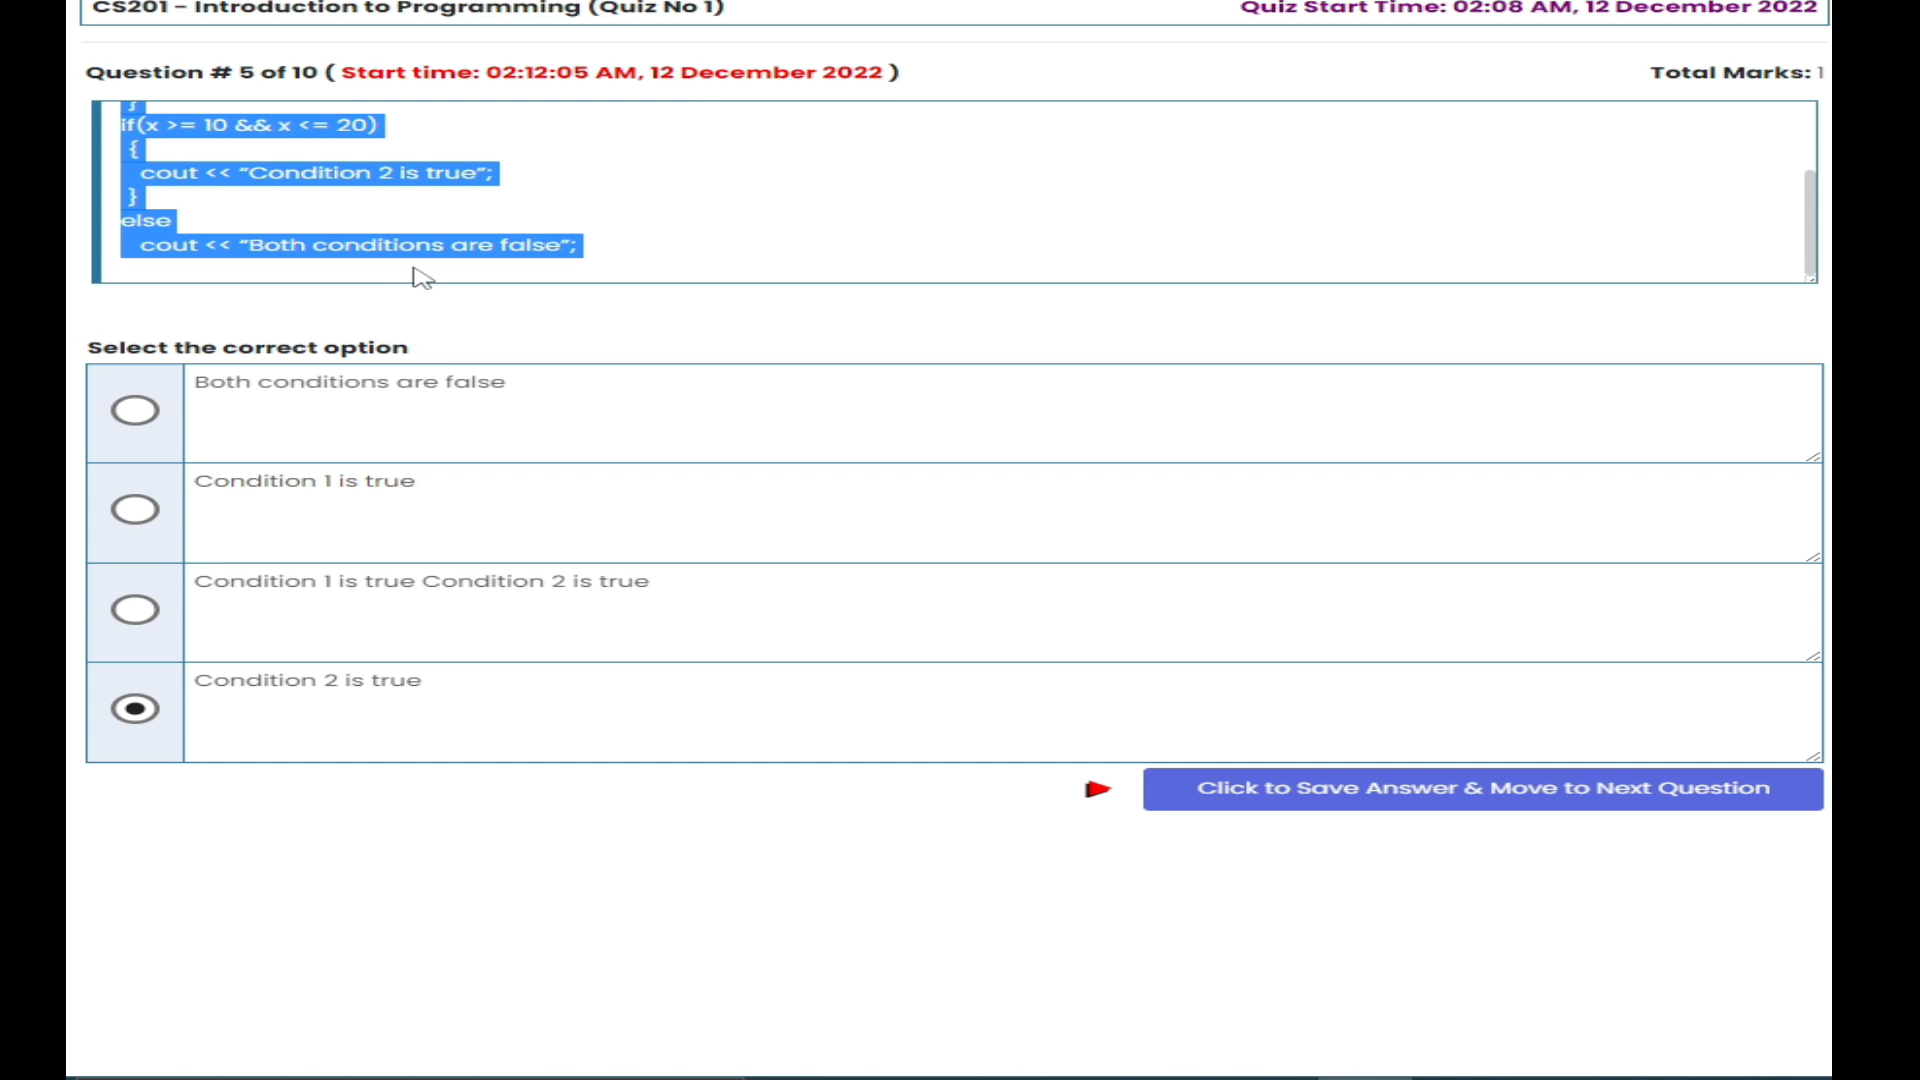 CS201 - Introduction to Programming (Quiz No 1)
Quiz Start Time: 02:08 AM, 12 December 2022
Question # 5 of 10 ( Start time: 02:12:05 AM, 12 December 2022 )
Total Marks: 1
}
if(x >= 10 && x <= 20)
{
cout << “Condition 2 is true”;
}
else
cout << “Both conditions are false”;
Select the correct option
Both conditions are false
Condition 1 is true
Condition 1 is true Condition 2 is true
Condition 2 is true
Click to Save Answer & Move to Next Question